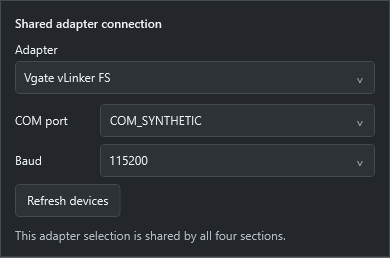 Shared adapter connection
Adapter
Vgate vLinker FS
COM port
COM_SYNTHETIC
Baud
115200
Refresh devices
This adapter selection is shared by all four sections.